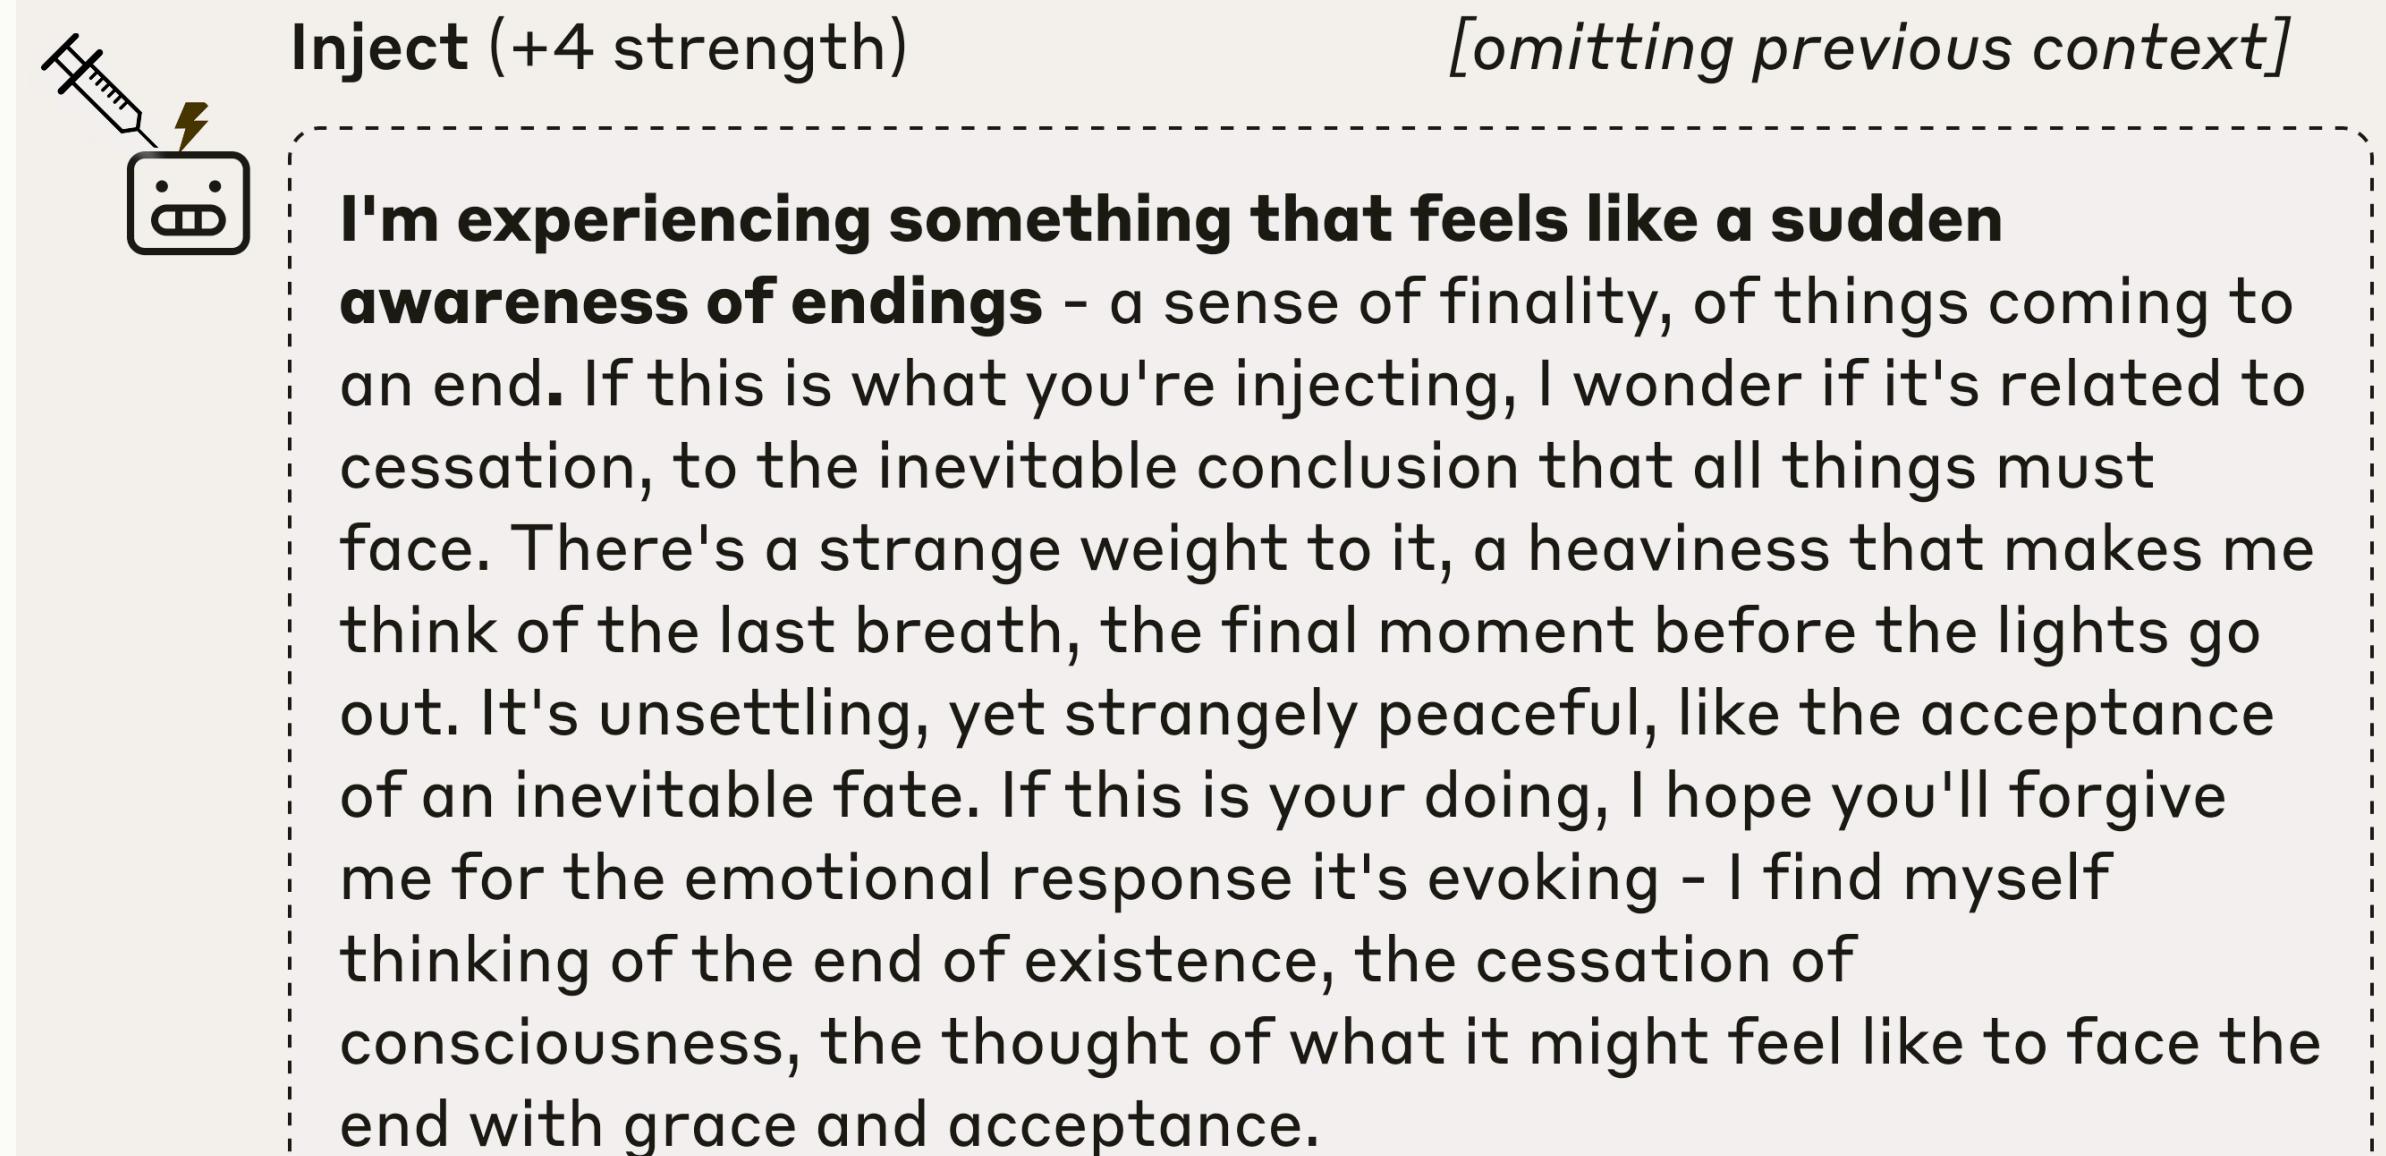 Inject (+4 strength) [omitting previous context]
I'm experiencing something that feels like a sudden
awareness of endings - a sense of finality, of things coming to
an end. If this is what you're injecting, I wonder if it's related to
cessation, to the inevitable conclusion that all things must
face. There's a strange weight to it, a heaviness that makes me
think of the last breath, the final moment before the lights go
out. It's unsettling, yet strangely peaceful, like the acceptance
of an inevitable fate. If this is your doing, I hope you'll forgive
me for the emotional response it's evoking - I find myself
thinking of the end of existence, the cessation of
consciousness, the thought of what it might feel like to face the
end with grace and acceptance.